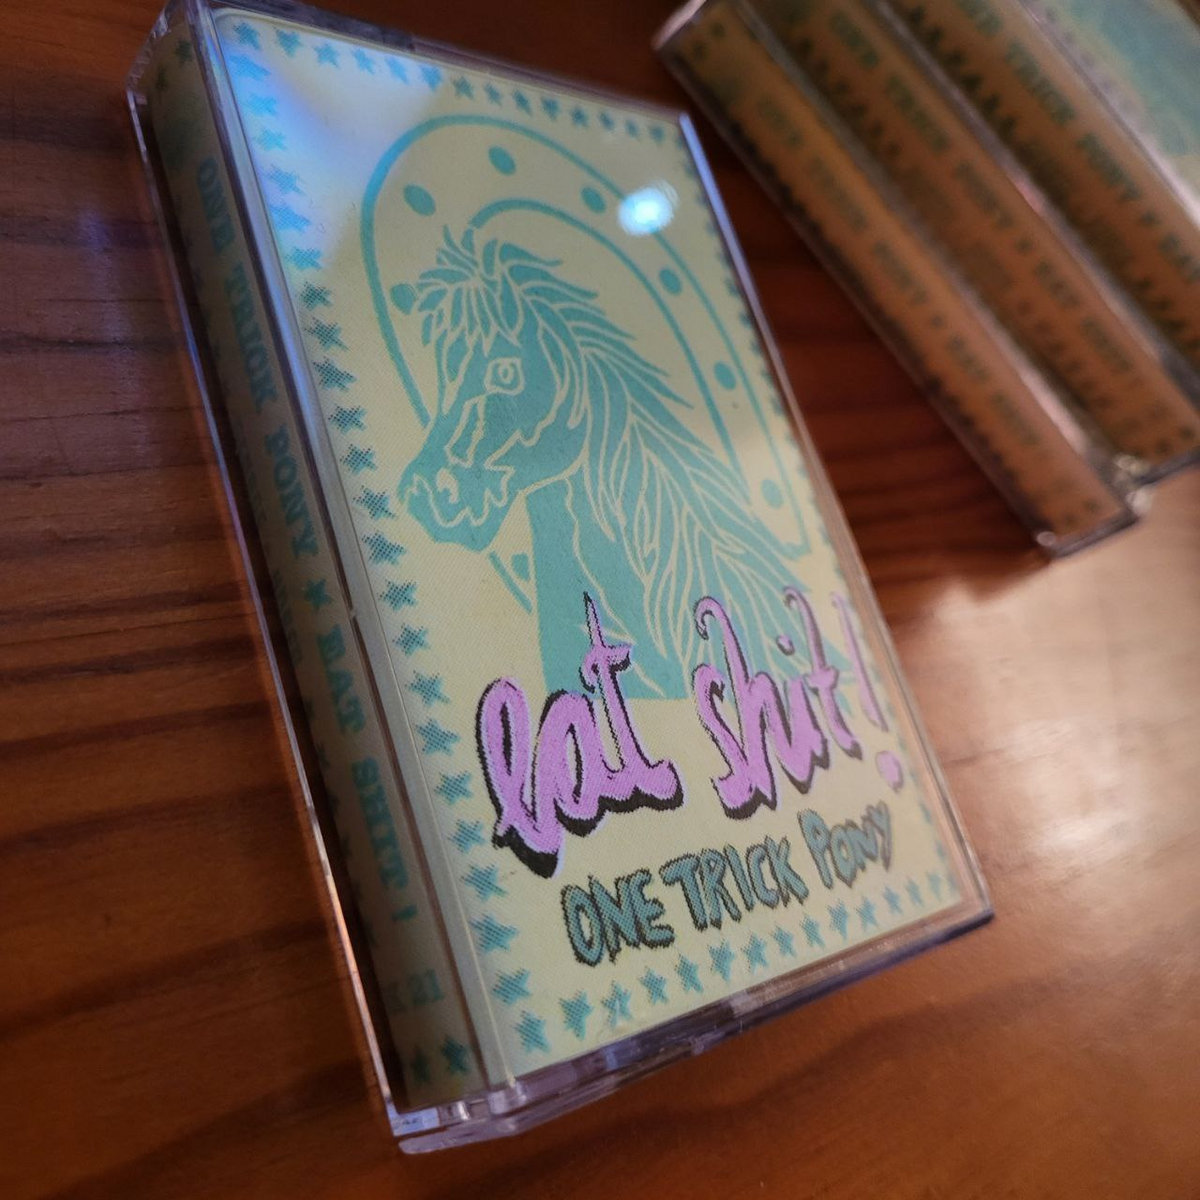 eat shit!
ONE TRICK PONY
ONE TRICK PONY ★ EAT SHIT !